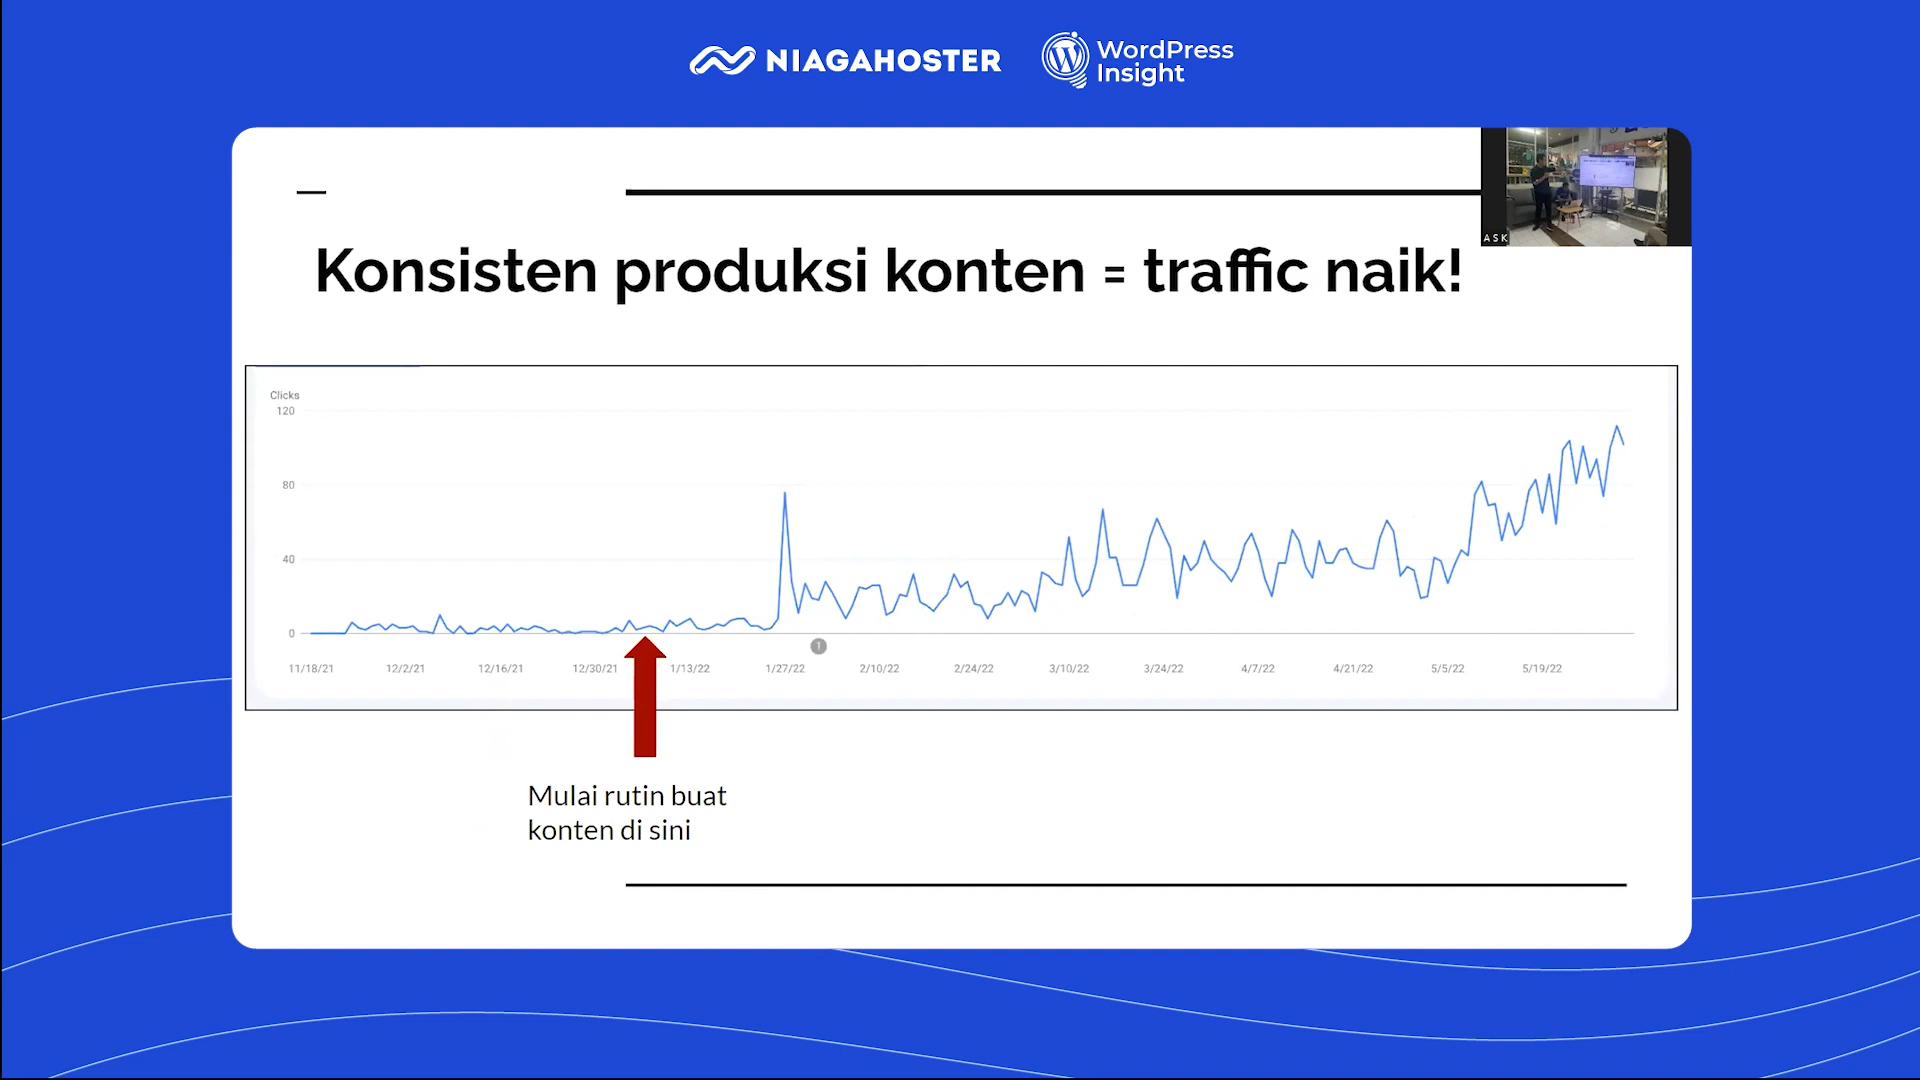 NIAGAHOSTER
WordPress
Insight
ASK
Konsisten produksi konten = traffic naik!
Clicks
120
80
40
0
1
11/18/21 12/2/21 12/16/21 12/30/21 1/13/22 1/27/22 2/10/22 2/24/22 3/10/22 3/24/22 4/7/22 4/21/22 5/5/22 5/19/22
Mulai rutin buat
konten di sini